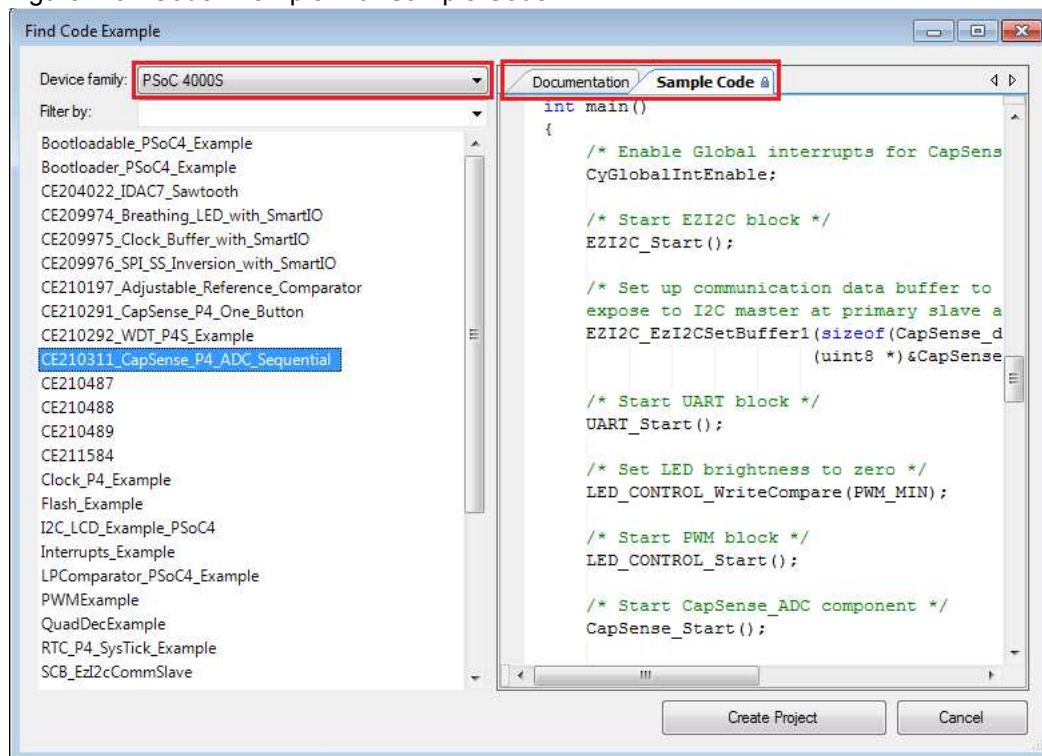 Find Code Example
Device family: PSoC 4000S
Filter by:
Bootloadable_PSoC4_Example
Bootloader_PSoC4_Example
CE204022_IDAC7_Sawtooth
CE209974_Breathing_LED_with_SmartIO
CE209975_Clock_Buffer_with_SmartIO
CE209976_SPI_SS_Inversion_with_SmartIO
CE210197_Adjustable_Reference_Comparator
CE210291_CapSense_P4_One_Button
CE210292_WDT_P4S_Example
CE210311_CapSense_P4_ADC_Sequential
CE210487
CE210488
CE210489
CE211584
Clock_P4_Example
Flash_Example
I2C_LCD_Example_PSoC4
Interrupts_Example
LPComparator_PSoC4_Example
PWMExample
QuadDecExample
RTC_P4_SysTick_Example
SCB_EzI2cCommSlave
Documentation Sample Code
int main()
{
/* Enable Global interrupts for CapSens
CyGlobalIntEnable;
/* Start EZI2C block */
EZI2C_Start();
/* Set up communication data buffer to
expose to I2C master at primary slave a
EZI2C_EzI2CSetBuffer1(sizeof(CapSense_d
(uint8 *)&CapSense
/* Start UART block */
UART_Start();
/* Set LED brightness to zero */
LED_CONTROL_WriteCompare(PWM_MIN);
/* Start PWM block */
LED_CONTROL_Start();
/* Start CapSense_ADC component */
CapSense_Start();
Create Project
Cancel